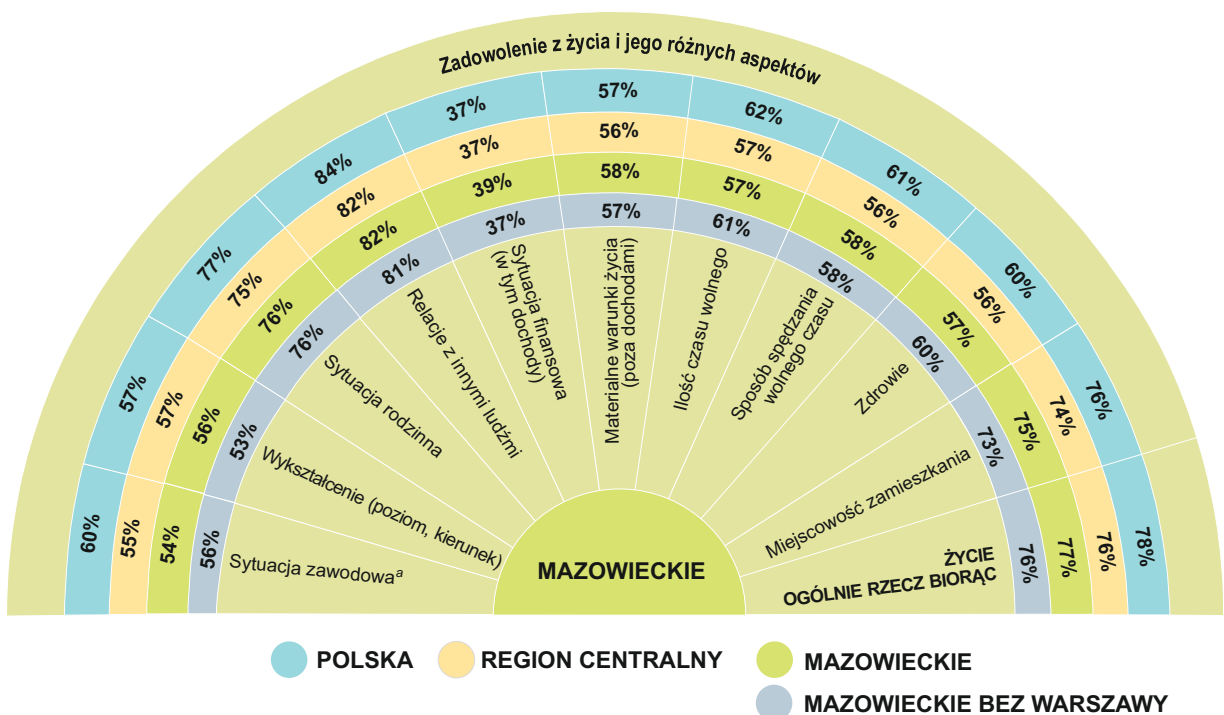 Zadowolenie z życia i jego różnych aspektów
60%
57%
77%
84%
37%
57%
62%
61%
60%
76%
78%
55%
57%
75%
82%
37%
56%
57%
56%
56%
74%
76%
54%
56%
76%
82%
39%
58%
57%
58%
57%
75%
77%
56%
53%
76%
81%
37%
57%
61%
58%
60%
73%
76%
Sytuacja zawodowaᵃ
Wykształcenie (poziom, kierunek)
Sytuacja rodzinna
Relacje z innymi ludźmi
Sytuacja finansowa
(w tym dochody)
Materialne warunki życia
(poza dochodami)
Ilość czasu wolnego
Sposób spędzania
wolnego czasu
Zdrowie
Miejscowość zamieszkania
ŻYCIE
OGÓLNIE RZECZ BIORĄC
MAZOWIECKIE
POLSKA
REGION CENTRALNY
MAZOWIECKIE
MAZOWIECKIE BEZ WARSZAWY